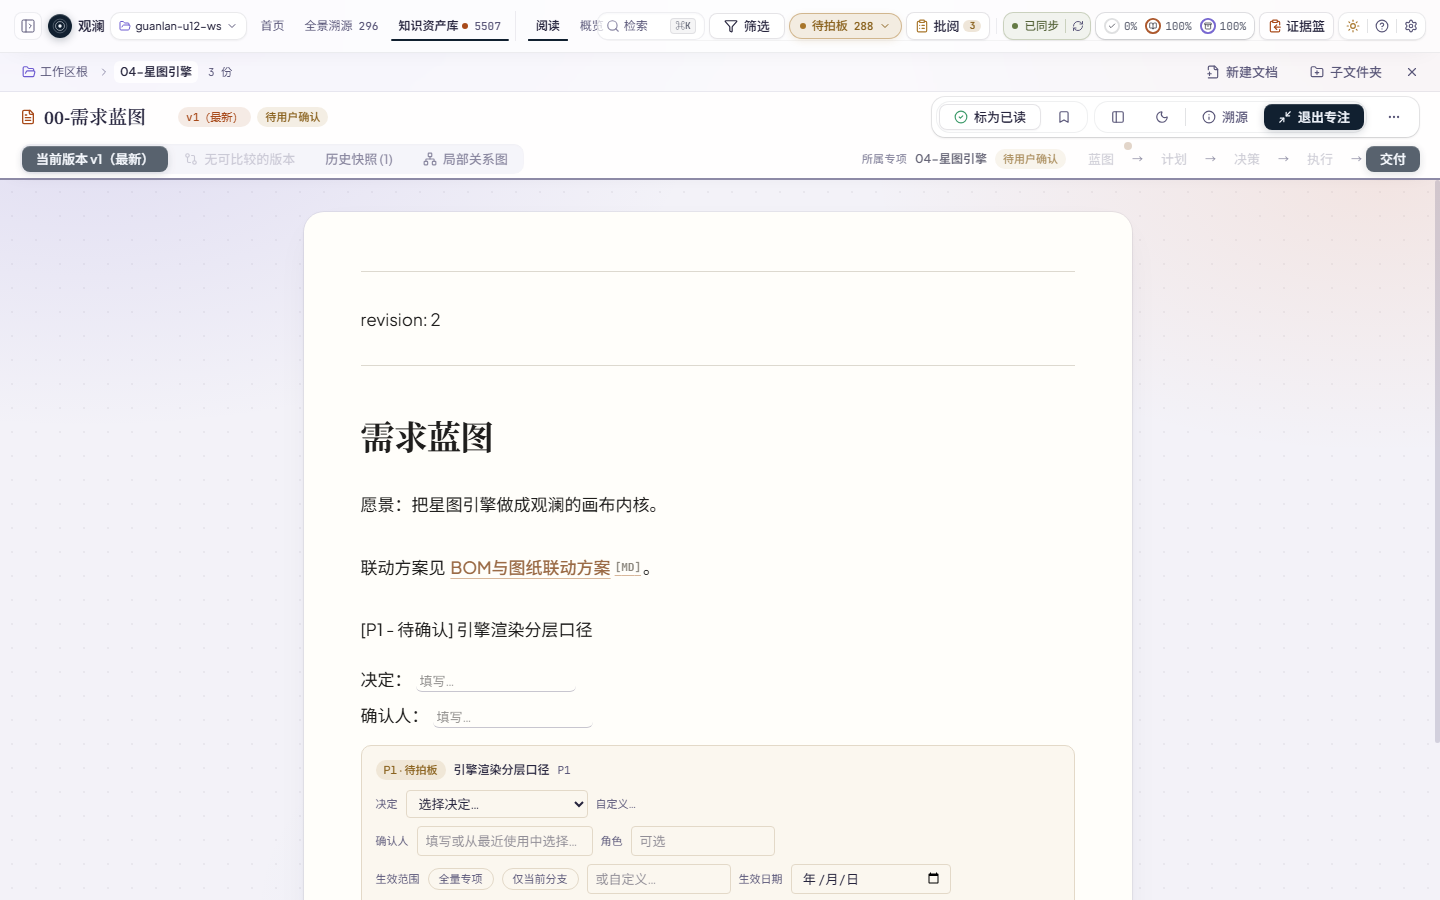 观澜 guanlan-u12-ws 首页 全景溯源 296 知识资产库 5507 阅读 概览 检索 ⌘K 筛选 待拍板 288 批阅 3 已同步 0% 100% 100% 证据篮
工作区根 04-星图引擎 3 份 新建文档 子文件夹
00-需求蓝图 v1 (最新) 待用户确认 标为已读 溯源 退出专注 ...
当前版本 v1 (最新) 无可比较的版本 历史快照 (1) 局部关系图 所属专项 04-星图引擎 待用户确认 蓝图 → 计划 → 决策 → 执行 → 交付
revision: 2
需求蓝图
愿景：把星图引擎做成观澜的画布内核。
联动方案见 BOM与图纸联动方案 [MD]。
[P1 - 待确认] 引擎渲染分层口径
决定： 填写...
确认人： 填写...
P1 · 待拍板 引擎渲染分层口径 P1
决定 选择决定... 自定义...
确认人 填写或从最近使用中选择... 角色 可选
生效范围 全量专项 仅当前分支 或自定义... 生效日期 年 /月/日